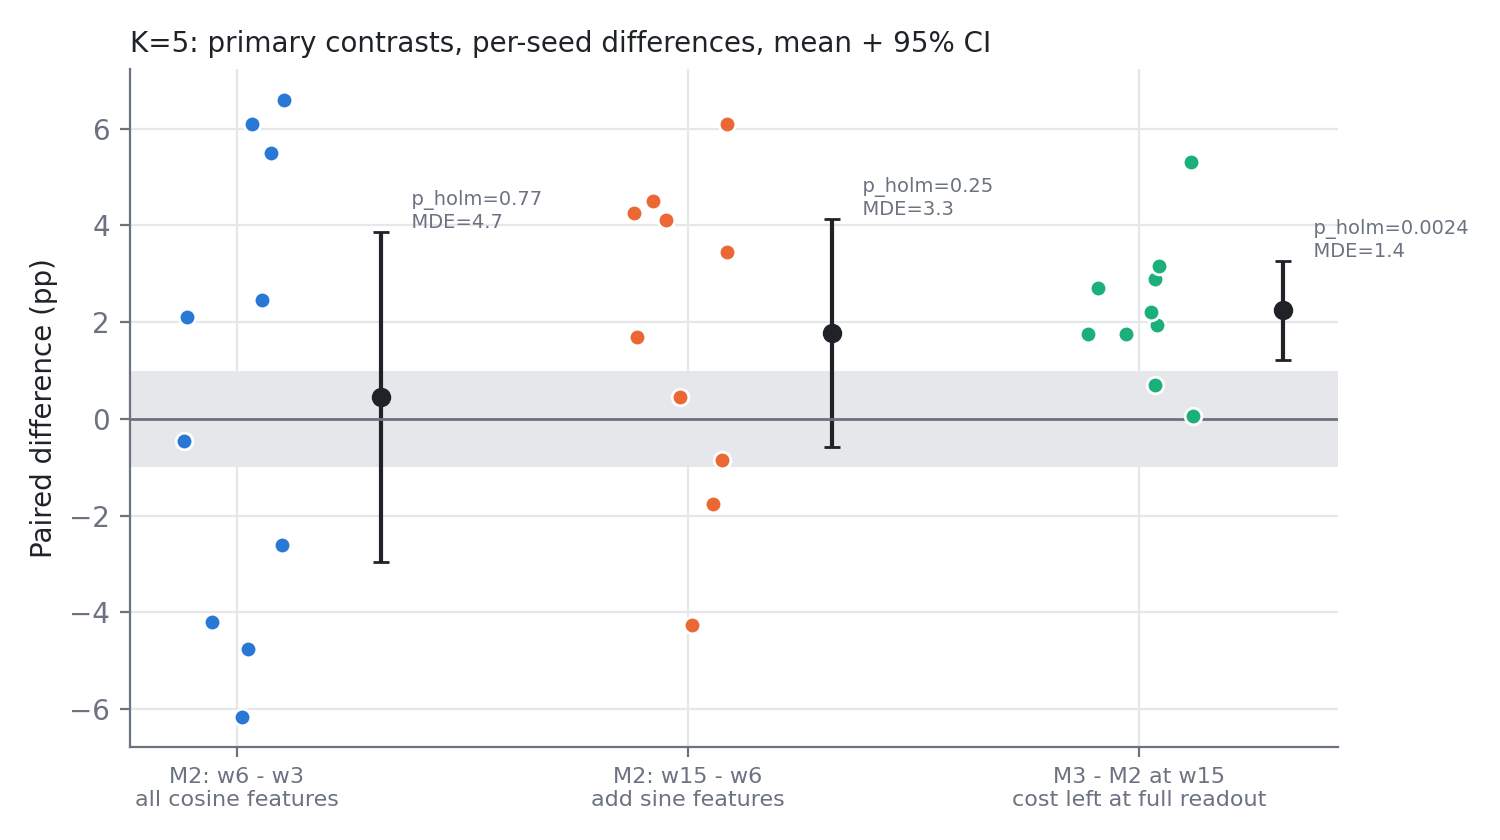 K=5: primary contrasts, per-seed differences, mean + 95% CI
Paired difference (pp)
6
4
2
0
−2
−4
−6
p_holm=0.77
MDE=4.7
p_holm=0.25
MDE=3.3
p_holm=0.0024
MDE=1.4
M2: w6 - w3
all cosine features
M2: w15 - w6
add sine features
M3 - M2 at w15
cost left at full readout